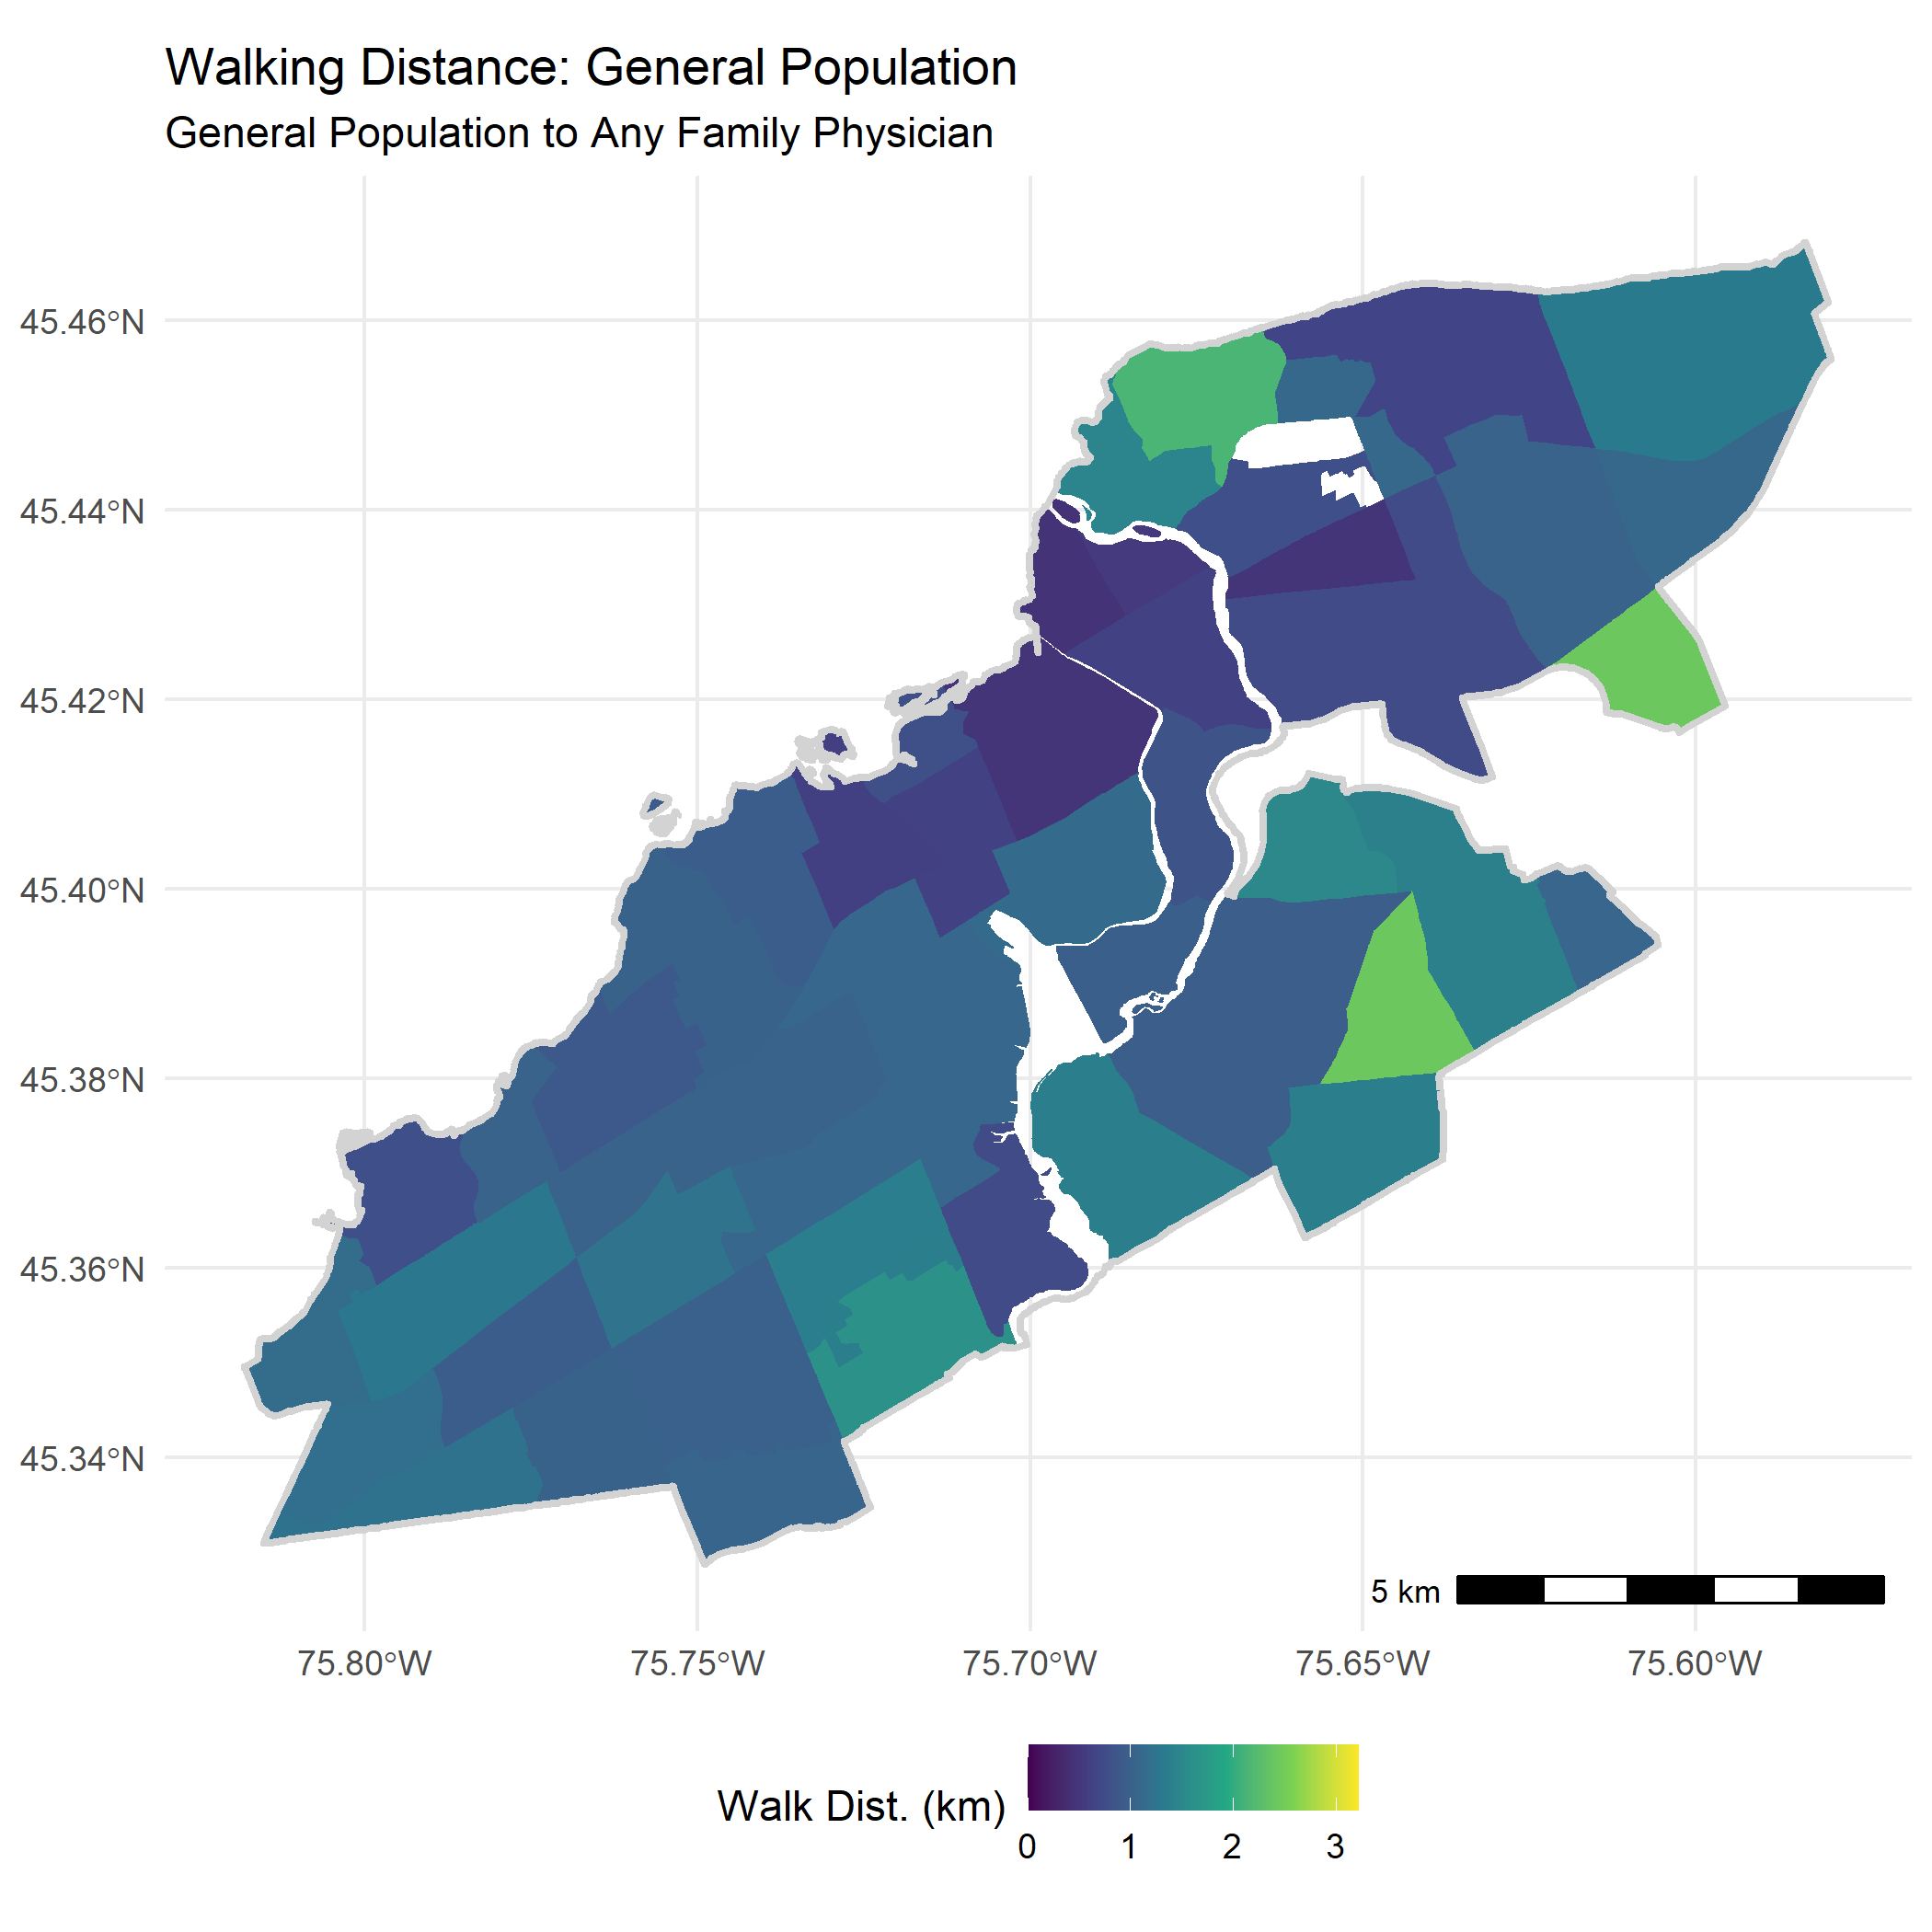 Walking Distance: General Population
General Population to Any Family Physician
45.46°N
45.44°N
45.42°N
45.40°N
45.38°N
45.36°N
45.34°N
5 km
75.80°W 75.75°W 75.70°W 75.65°W 75.60°W
Walk Dist. (km)
0 1 2 3